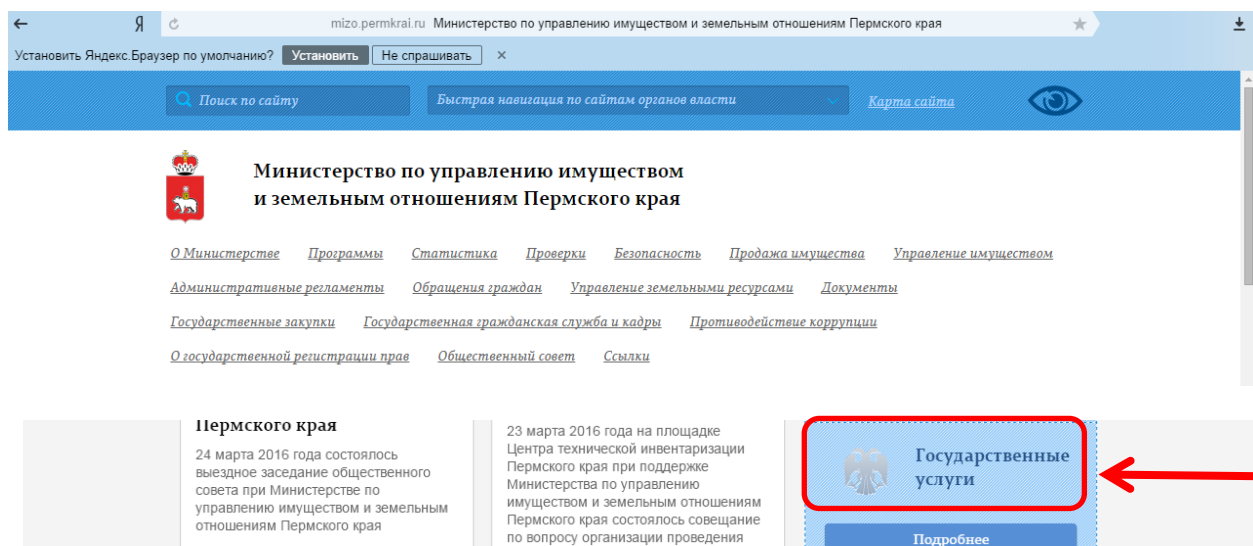 Я mizo.permkrai.ru Министерство по управлению имуществом и земельным отношениям Пермского края
Установить Яндекс.Браузер по умолчанию? Установить Не спрашивать ×
Поиск по сайту Быстрая навигация по сайтам органов власти Карта сайта
Министерство по управлению имуществом
и земельным отношениям Пермского края
О Министерстве Программы Статистика Проверки Безопасность Продажа имущества Управление имуществом
Административные регламенты Обращения граждан Управление земельными ресурсами Документы
Государственные закупки Государственная гражданская служба и кадры Противодействие коррупции
О государственной регистрации прав Общественный совет Ссылки
Пермского края
24 марта 2016 года состоялось
выездное заседание общественного
совета при Министерстве по
управлению имуществом и земельным
отношениям Пермского края
23 марта 2016 года на площадке
Центра технической инвентаризации
Пермского края при поддержке
Министерства по управлению
имуществом и земельным отношениям
Пермского края состоялось совещание
по вопросу организации проведения
Государственные
услуги
Подробнее